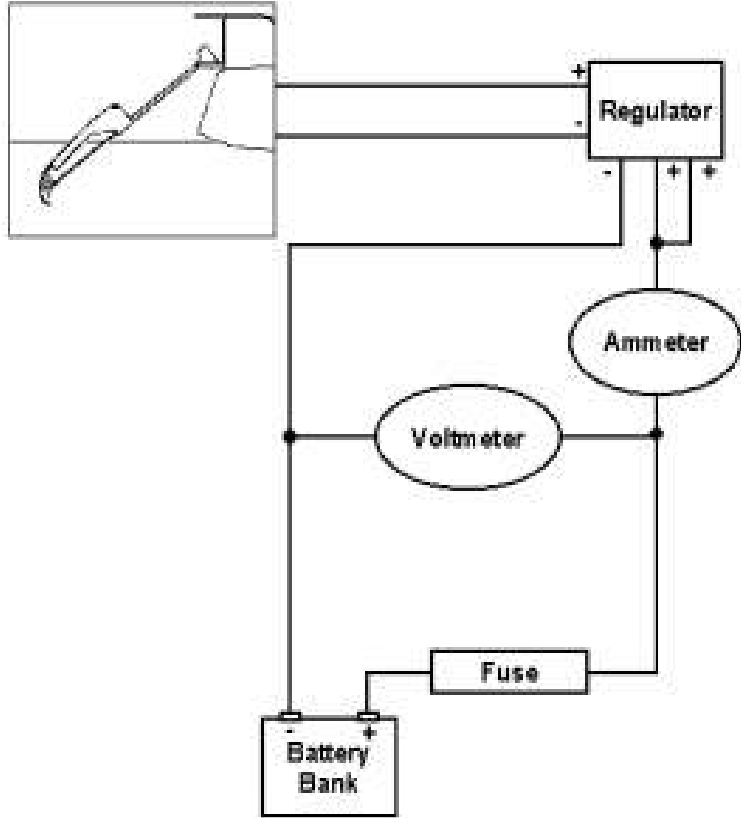 +
Regulator
-
- + +
Ammeter
Voltmeter
Fuse
- +
Battery
Bank